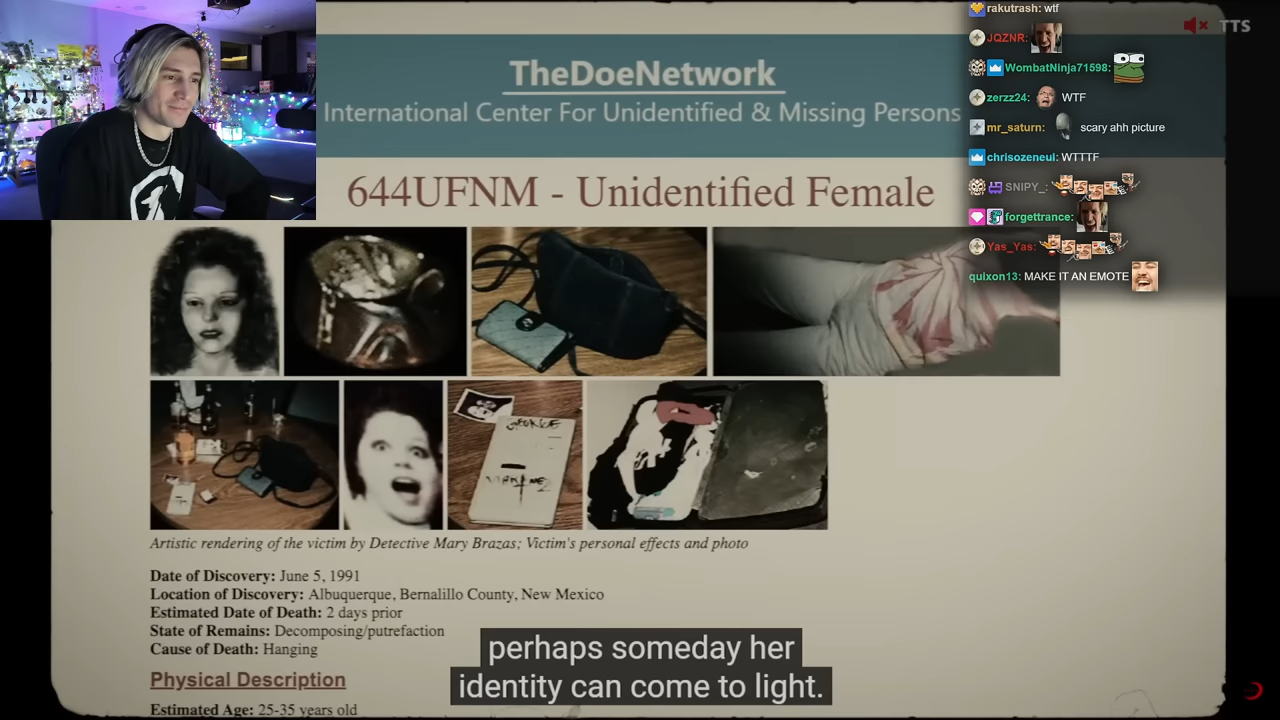 TheDoeNetwork
International Center For Unidentified & Missing Persons
644UFNM - Unidentified Female
Artistic rendering of the victim by Detective Mary Brazas; Victim's personal effects and photo
Date of Discovery: June 5, 1991
Location of Discovery: Albuquerque, Bernalillo County, New Mexico
Estimated Date of Death: 2 days prior
State of Remains: Decomposing/putrefaction
Cause of Death: Hanging
Physical Description
Estimated Age: 25-35 years old
perhaps someday her
identity can come to light.
TTS
rakutrash: wtf
JQZNR:
WombatNinja71598:
zerzz24: WTF
mr_saturn: scary ahh picture
chrisozeneul: WTTTF
SNIPY_:
forgettrance:
Yas_Yas:
quixon13: MAKE IT AN EMOTE